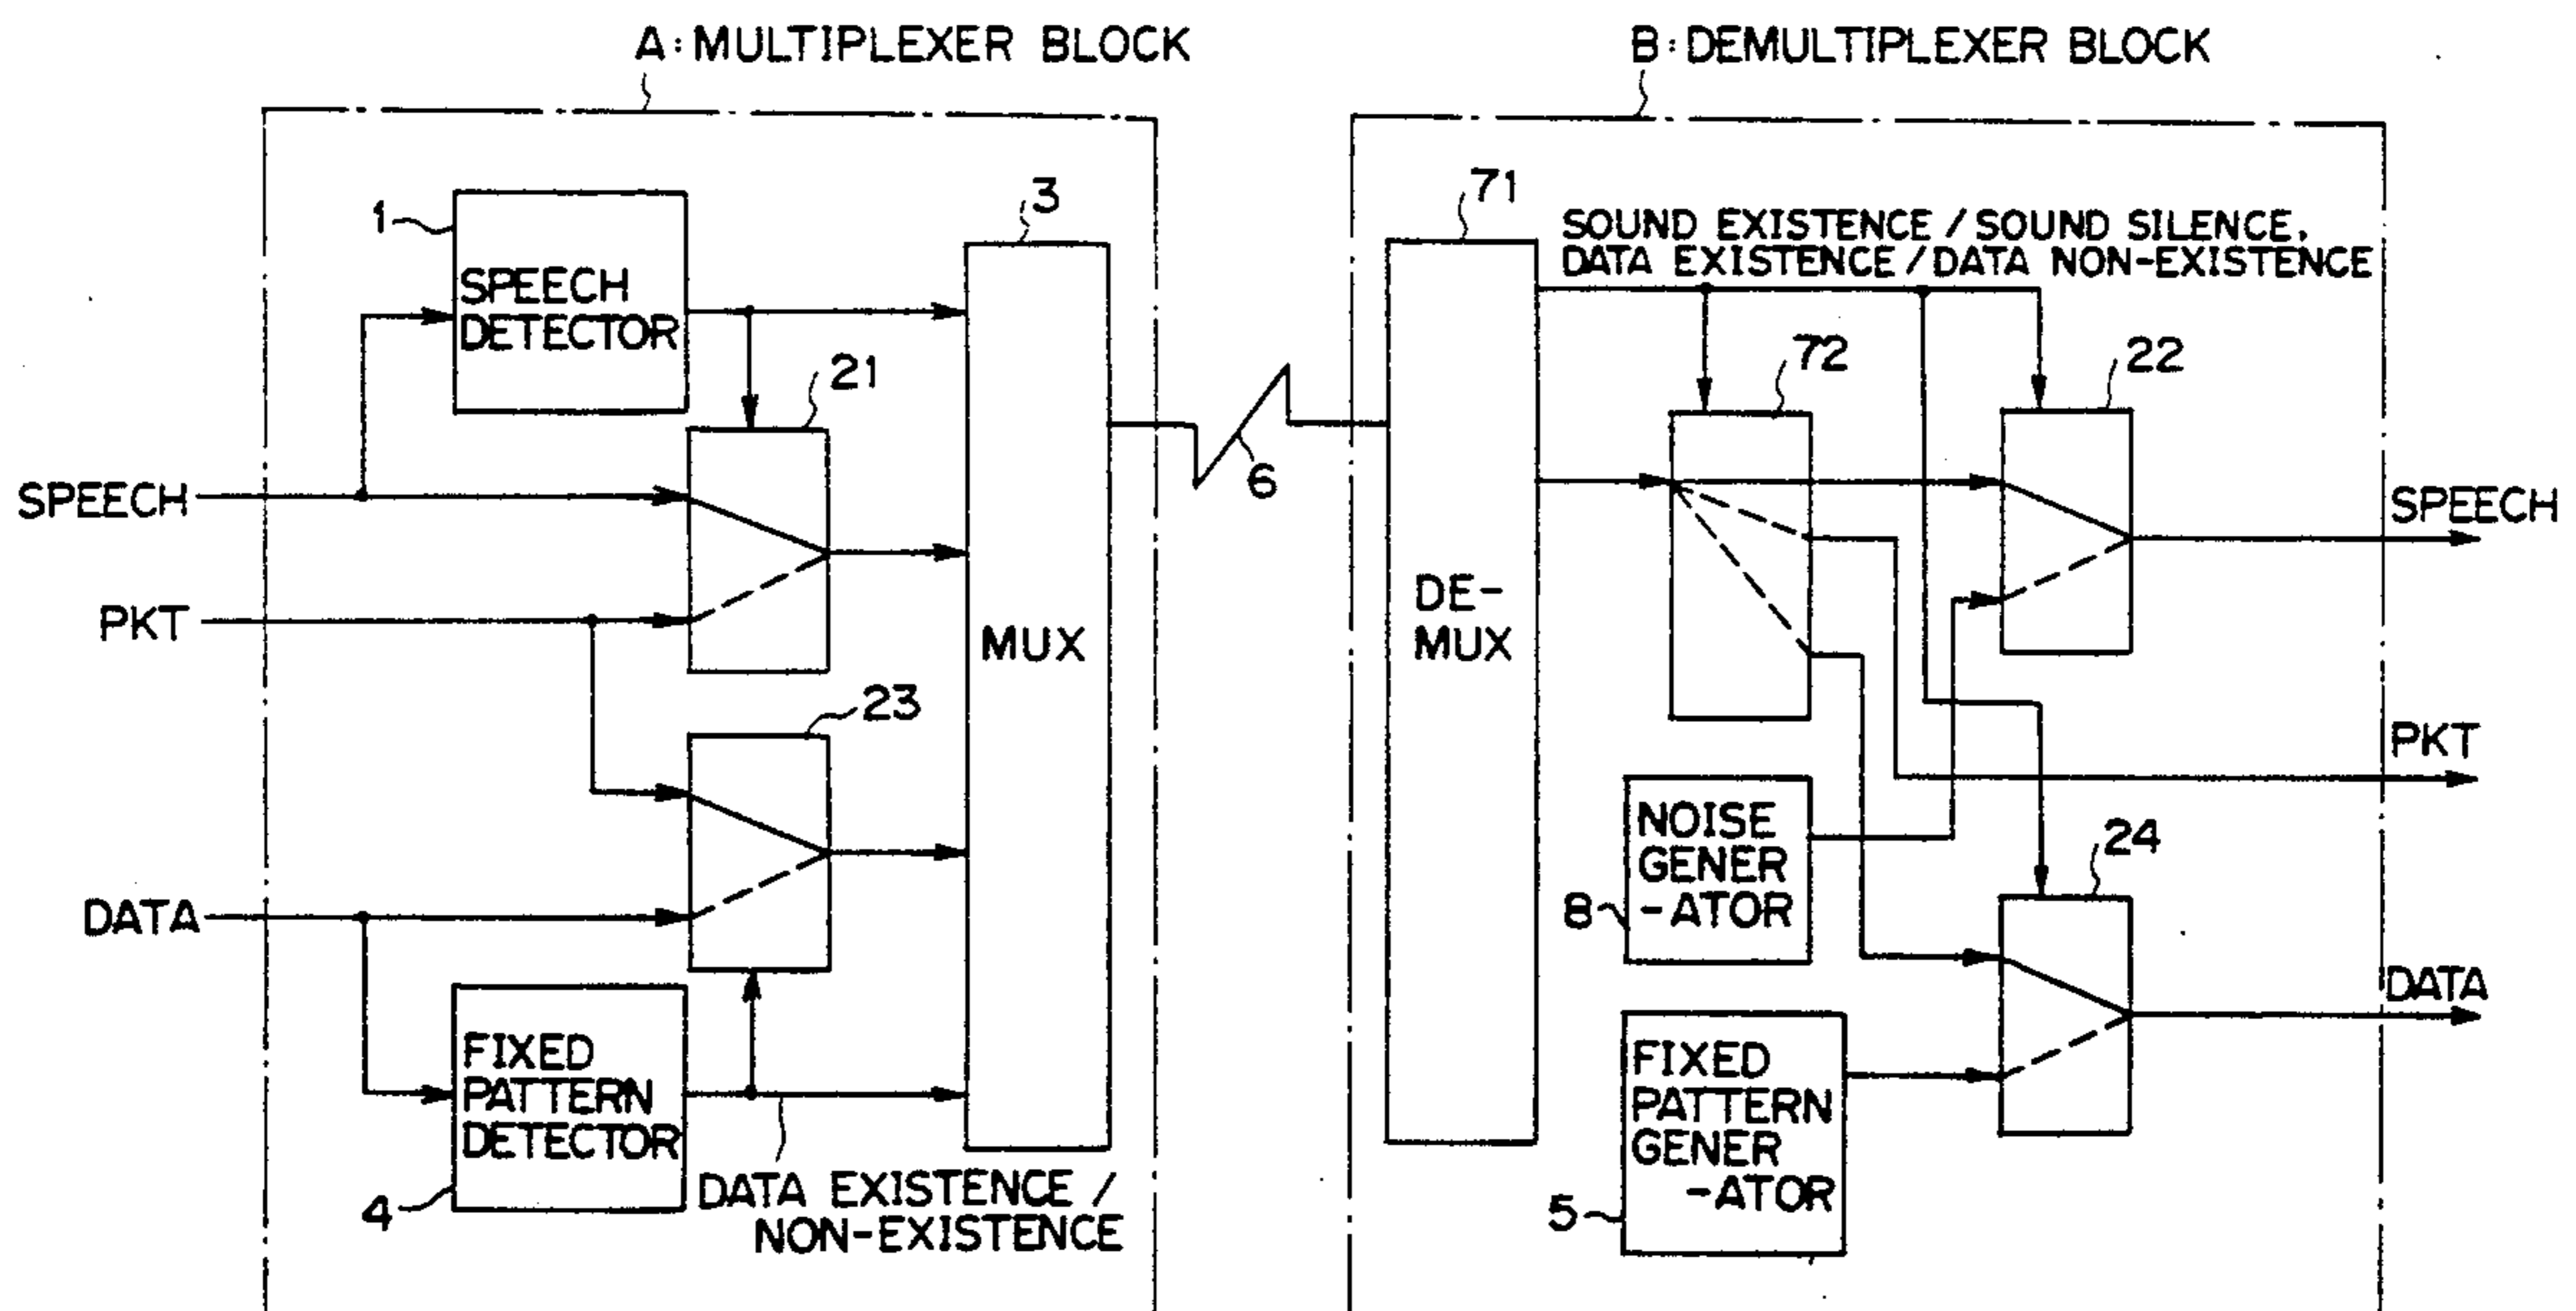 A: MULTIPLEXER BLOCK
B: DEMULTIPLEXER BLOCK
1
SPEECH
DETECTOR
3
21
SPEECH
PKT
MUX
23
DATA
FIXED
PATTERN
DETECTOR
4
DATA EXISTENCE /
NON-EXISTENCE
6
71
SOUND EXISTENCE / SOUND SILENCE,
DATA EXISTENCE / DATA NON-EXISTENCE
72
22
DE-
MUX
SPEECH
PKT
NOISE
GENER
-ATOR
8
24
DATA
FIXED
PATTERN
GENER
-ATOR
5